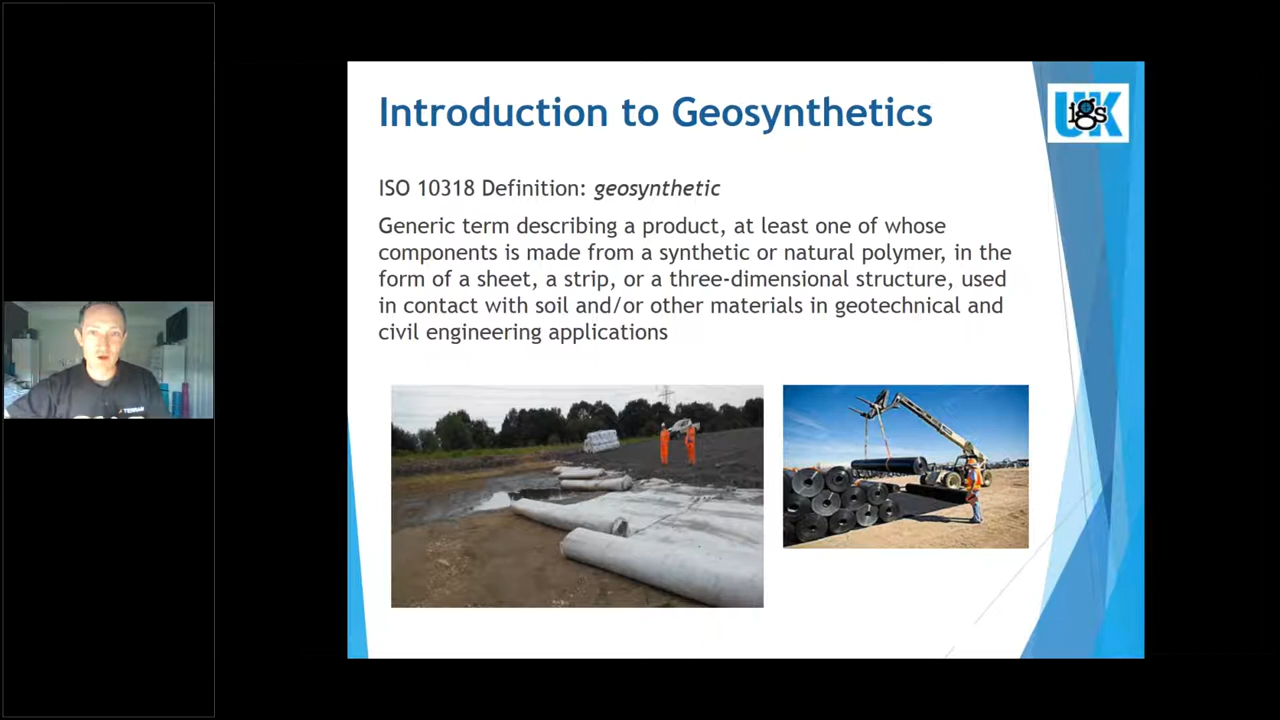 Introduction to Geosynthetics
UK
igs
ISO 10318 Definition: geosynthetic
Generic term describing a product, at least one of whose
components is made from a synthetic or natural polymer, in the
form of a sheet, a strip, or a three-dimensional structure, used
in contact with soil and/or other materials in geotechnical and
civil engineering applications